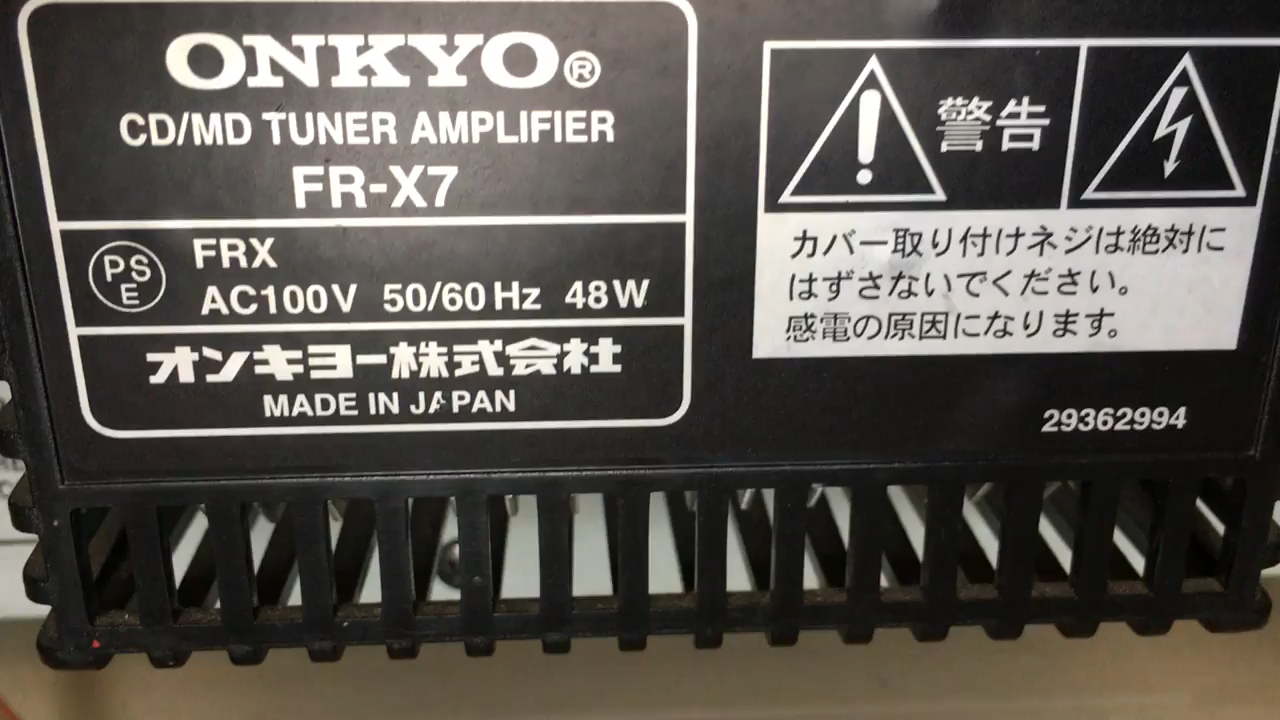 ONKYO®
CD/MD TUNER AMPLIFIER
FR-X7
PSE
FRX
AC100V 50/60Hz 48W
オンキヨー株式会社
MADE IN JAPAN
警告
カバー取り付けネジは絶対に
はずさないでください。
感電の原因になります。
29362994